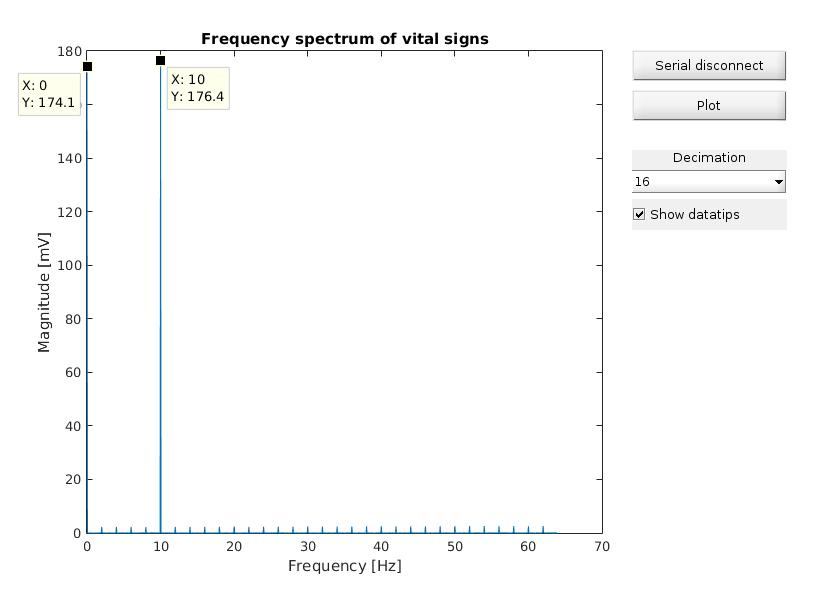 Frequency spectrum of vital signs
180
X: 0
Y: 174.1
X: 10
Y: 176.4
140
120
100
80
60
40
20
0
Magnitude [mV]
0 10 20 30 40 50 60 70
Frequency [Hz]
Serial disconnect
Plot
Decimation
16
Show datatips